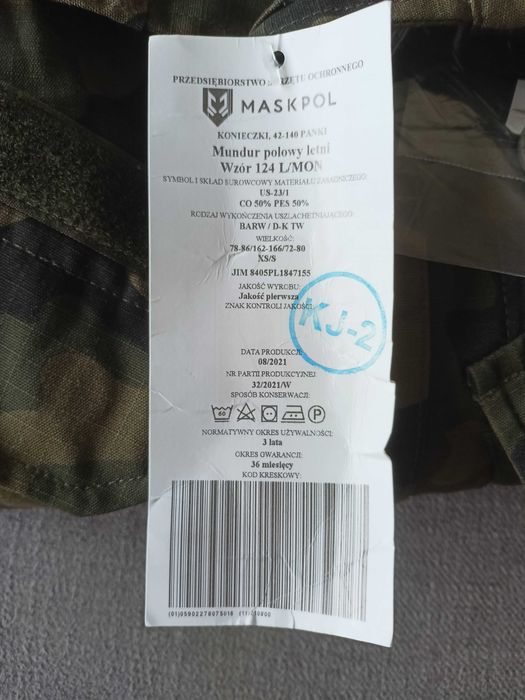 PRZEDSIĘBIORSTWO SPRZĘTU OCHRONNEGO
MASKPOL
KONIECZKI, 42-140 PANKI
Mundur polowy letni
Wzór 124 L/MON
SYMBOL I SKŁAD SUROWCOWY MATERIAŁU ZASADNICZEGO:
US-23/1
CO 50% PES 50%
RODZAJ WYKOŃCZENIA USZLACHETNIAJĄCEGO:
BARW / D-K TW
WIELKOŚĆ:
78-86/162-166/72-80
XS/S
JIM 8405PL1847155
JAKOŚĆ WYROBU:
Jakość pierwsza
ZNAK KONTROLI JAKOŚCI:
KJ-2
DATA PRODUKCJI:
08/2021
NR PARTII PRODUKCYJNEJ
32/2021/W
SPOSÓB KONSERWACJI:
60 P
NORMATYWNY OKRES UŻYWALNOŚCI:
3 lata
OKRES GWARANCJI:
36 miesięcy
KOD KRESKOWY:
(01)05902278075016